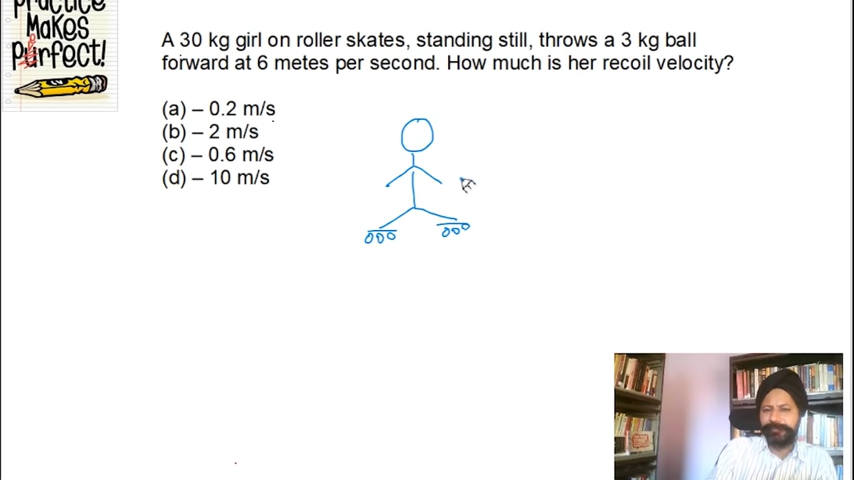 Practice
Makes
Purfect!
e
A 30 kg girl on roller skates, standing still, throws a 3 kg ball
forward at 6 metes per second. How much is her recoil velocity?
(a) – 0.2 m/s
(b) – 2 m/s
(c) – 0.6 m/s
(d) – 10 m/s